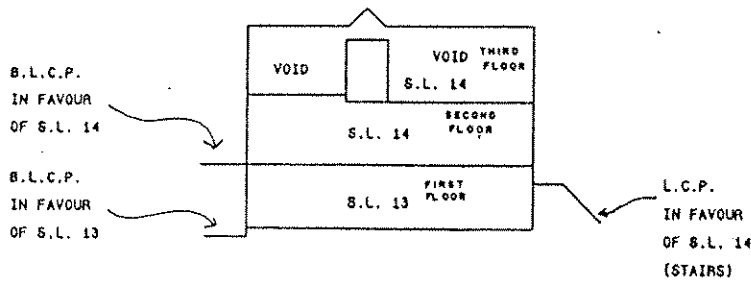 VOID
VOID THIRD
FLOOR
S.L. 14
B.L.C.P.
IN FAVOUR
OF S.L. 14
SECOND
FLOOR
S.L. 14
B.L.C.P.
IN FAVOUR
OF S.L. 13
FIRST
FLOOR
S.L. 13
L.C.P.
IN FAVOUR
OF S.L. 14
(STAIRS)